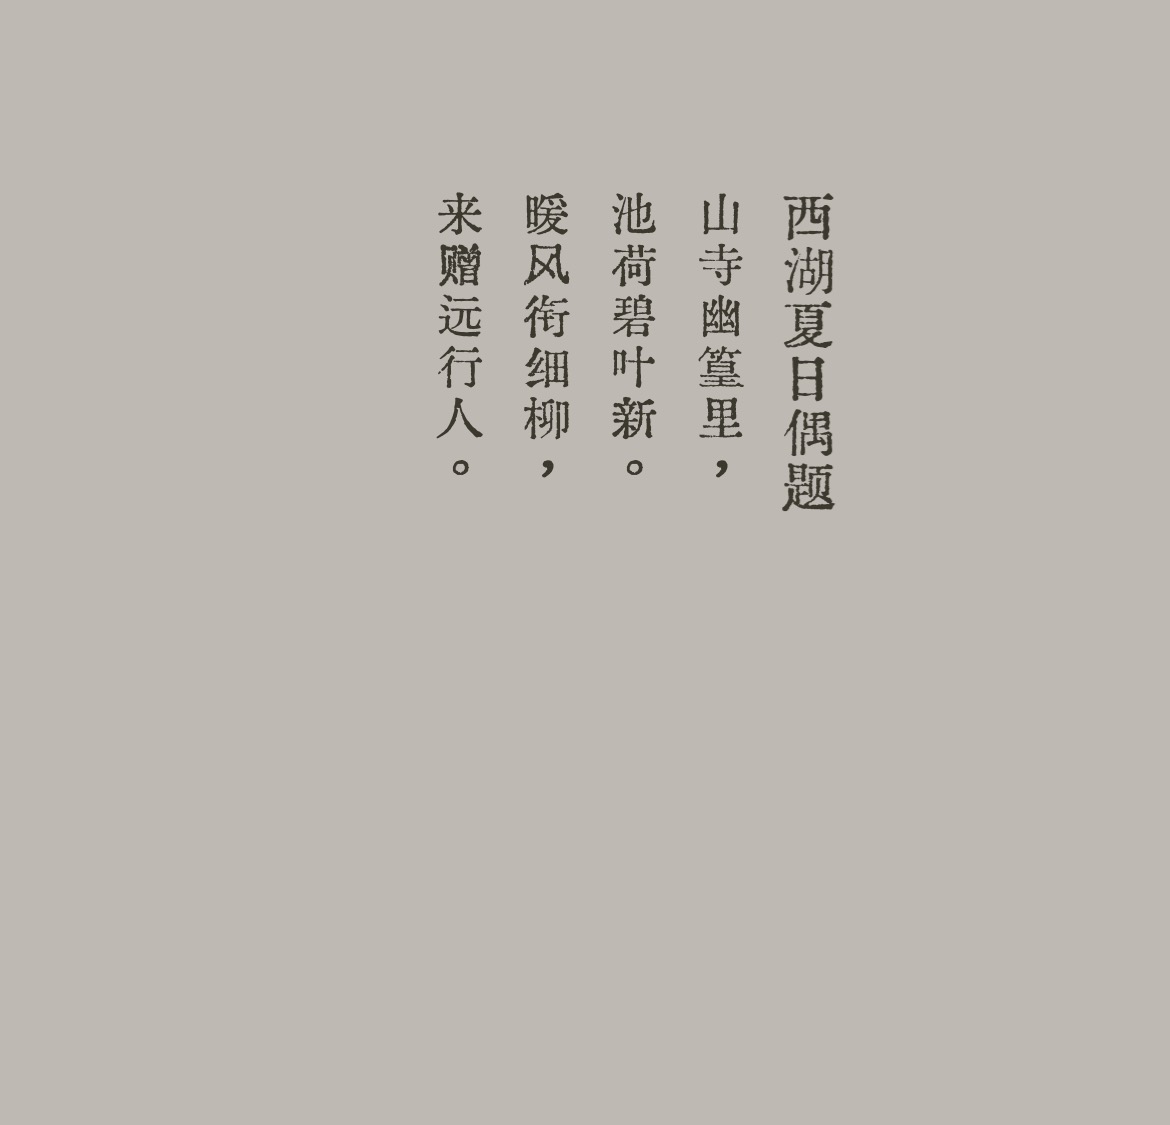 西湖夏日偶题
山寺幽篁里，
池荷碧叶新。
暖风衔细柳，
来赠远行人。